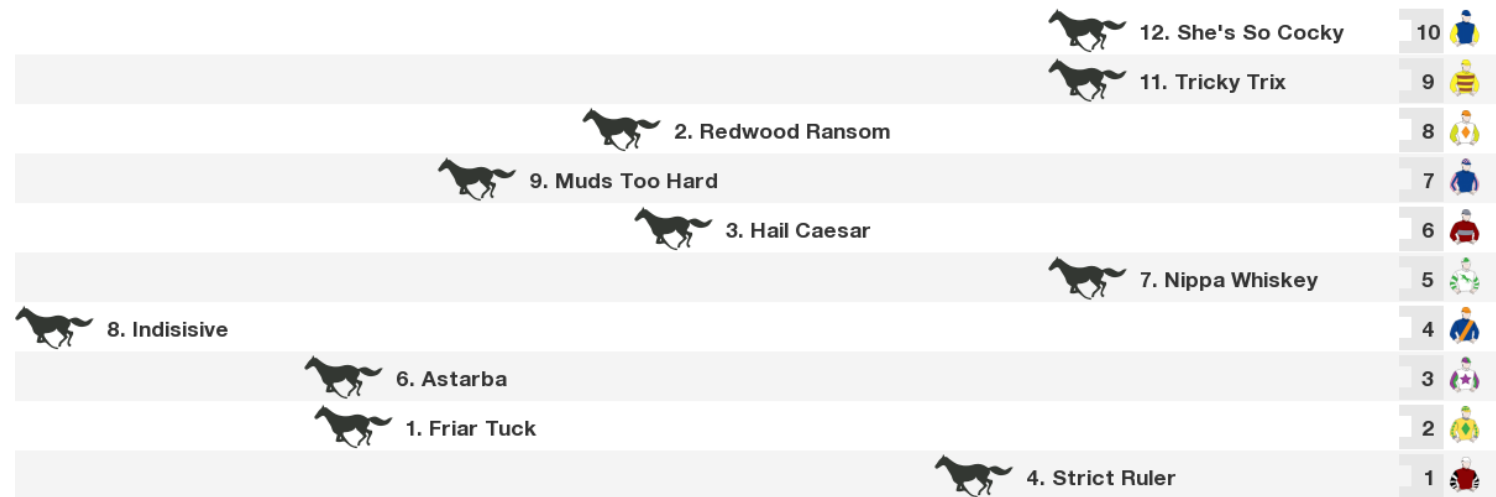 12. She's So Cocky 10
11. Tricky Trix 9
2. Redwood Ransom 8
9. Muds Too Hard 7
3. Hail Caesar 6
7. Nippa Whiskey 5
8. Indisisive 4
6. Astarba 3
1. Friar Tuck 2
4. Strict Ruler 1